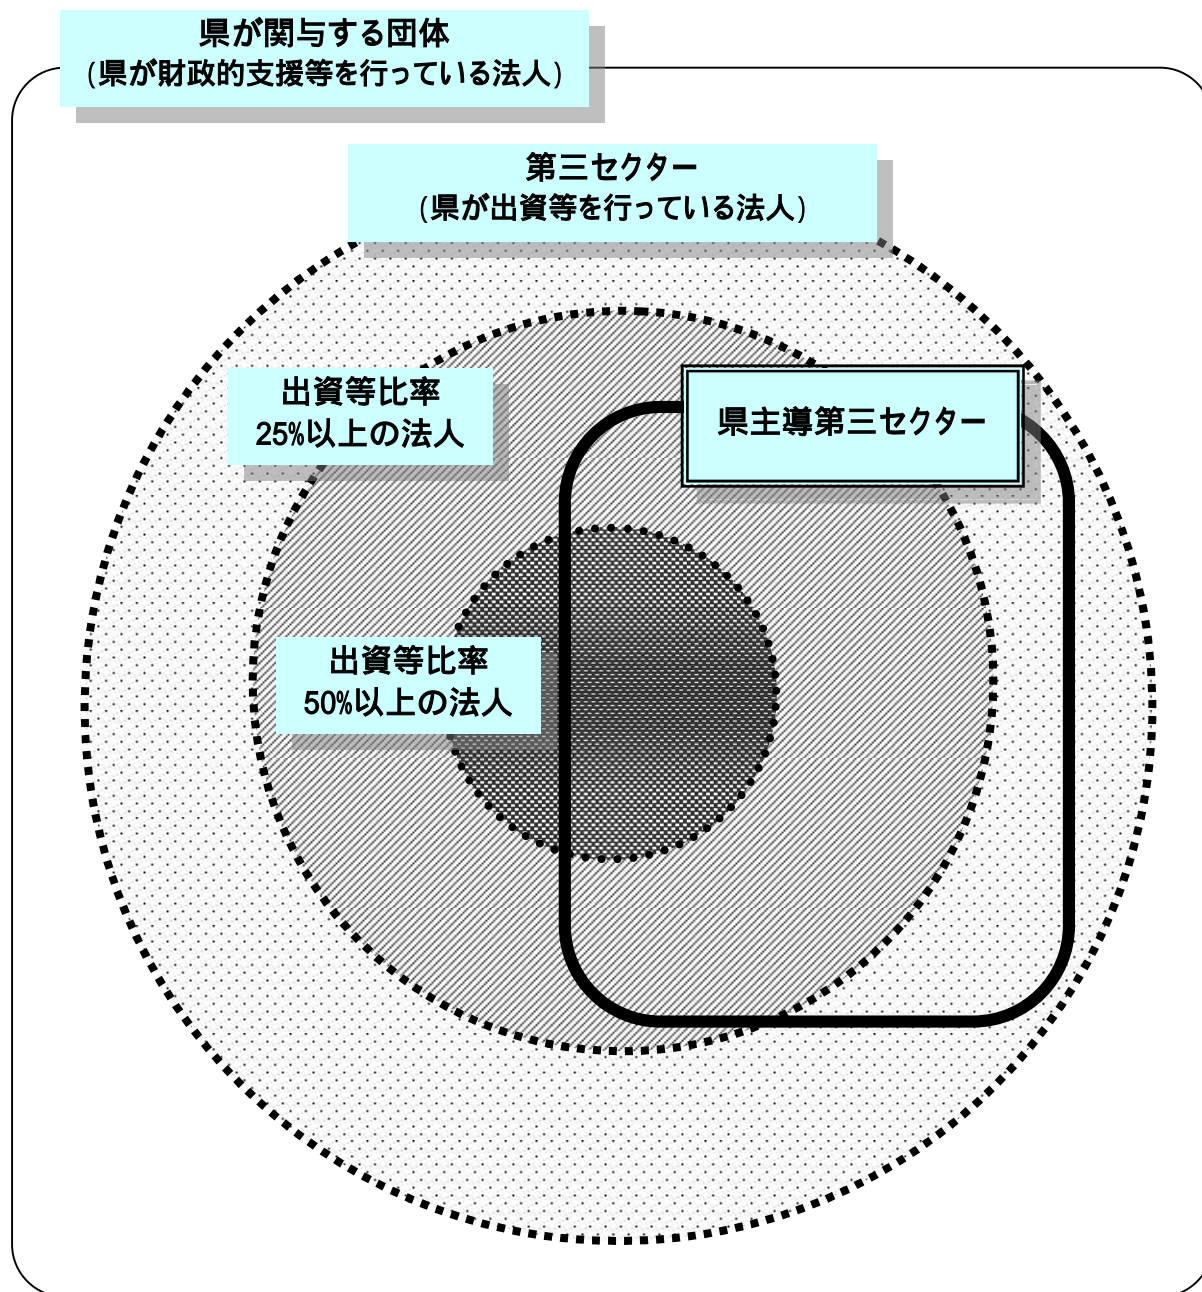 県が関与する団体
(県が財政的支援等を行っている法人)
第三セクター
(県が出資等を行っている法人)
出資等比率
25%以上の法人
県主導第三セクター
出資等比率
50%以上の法人